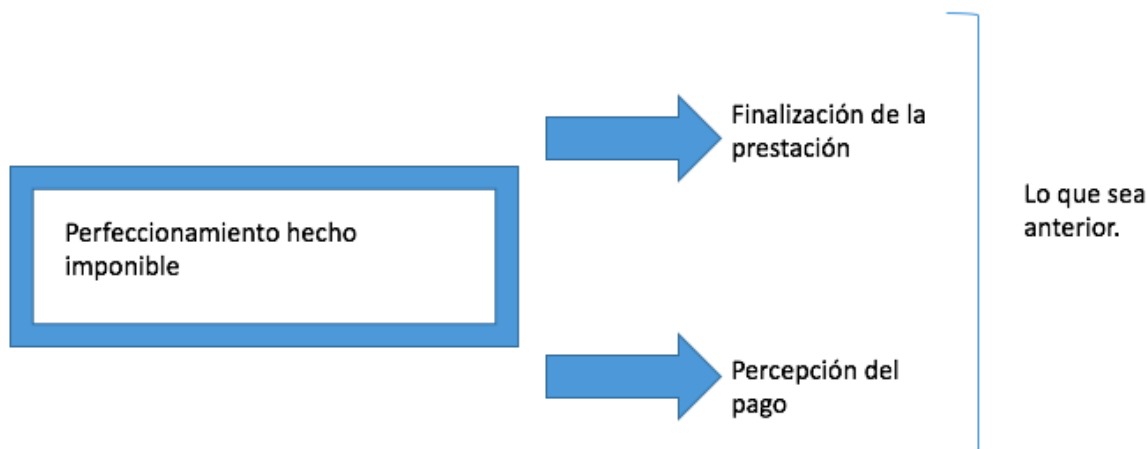 Finalización de la
prestación
Perfeccionamiento hecho
imponible
Lo que sea
anterior.
Percepción del
pago